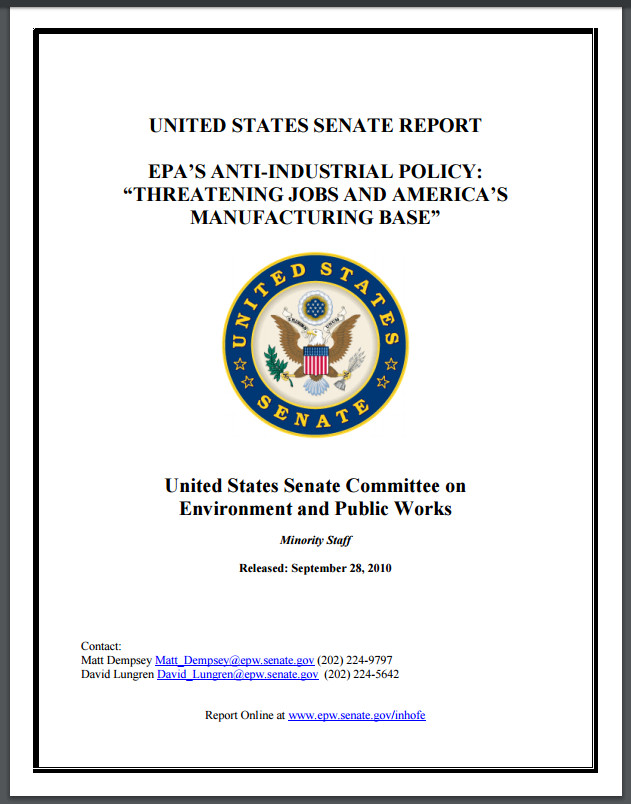 UNITED STATES SENATE REPORT
EPA’S ANTI-INDUSTRIAL POLICY:
“THREATENING JOBS AND AMERICA’S
MANUFACTURING BASE”
UNITED STATES
SENATE
United States Senate Committee on
Environment and Public Works
Minority Staff
Released: September 28, 2010
Contact:
Matt Dempsey Matt_Dempsey@epw.senate.gov (202) 224-9797
David Lungren David_Lungren@epw.senate.gov (202) 224-5642
Report Online at www.epw.senate.gov/inhofe